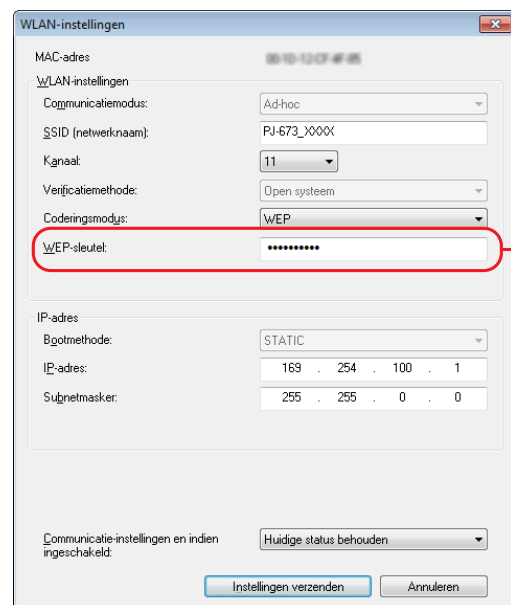 WLAN-instellingen
MAC-adres
WLAN-instellingen
Communicatiemodus: Ad-hoc
SSID (netwerknaam): PJ-673_XXXX
Kanaal: 11
Verificatiemethode: Open systeem
Coderingsmodus: WEP
WEP-sleutel: ••••••••••
IP-adres
Bootmethode: STATIC
IP-adres: 169 . 254 . 100 . 1
Subnetmasker: 255 . 255 . 0 . 0
Communicatie-instellingen en indien Huidige status behouden
ingeschakeld:
Instellingen verzenden Annuleren